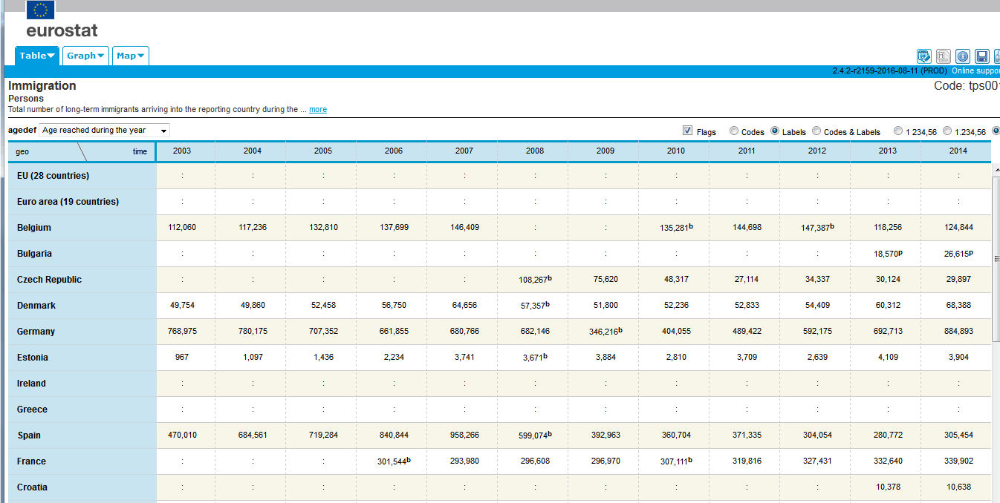 eurostat
Table Graph Map
2.4.2-r2159-2016-08-11 (PROD) Online suppor
Immigration Code: tps001
Persons
Total number of long-term immigrants arriving into the reporting country during the ... more
agedef Age reached during the year Flags Codes Labels Codes & Labels 1 234,56 1.234,56
geo time 2003 2004 2005 2006 2007 2008 2009 2010 2011 2012 2013 2014
EU (28 countries) : : : : : : : : : : : :
Euro area (19 countries) : : : : : : : : : : : :
Belgium 112,060 117,236 132,810 137,699 146,409 : : 135,281b 144,698 147,387b 118,256 124,844
Bulgaria : : : : : : : : : : 18,570p 26,615p
Czech Republic : : : : : 108,267b 75,620 48,317 27,114 34,337 30,124 29,897
Denmark 49,754 49,860 52,458 56,750 64,656 57,357b 51,800 52,236 52,833 54,409 60,312 68,388
Germany 768,975 780,175 707,352 661,855 680,766 682,146 346,216b 404,055 489,422 592,175 692,713 884,893
Estonia 967 1,097 1,436 2,234 3,741 3,671b 3,884 2,810 3,709 2,639 4,109 3,904
Ireland : : : : : : : : : : : :
Greece : : : : : : : : : : : :
Spain 470,010 684,561 719,284 840,844 958,266 599,074b 392,963 360,704 371,335 304,054 280,772 305,454
France : : : 301,544b 293,980 296,608 296,970 307,111b 319,816 327,431 332,640 339,902
Croatia : : : : : : : : : : 10,378 10,638